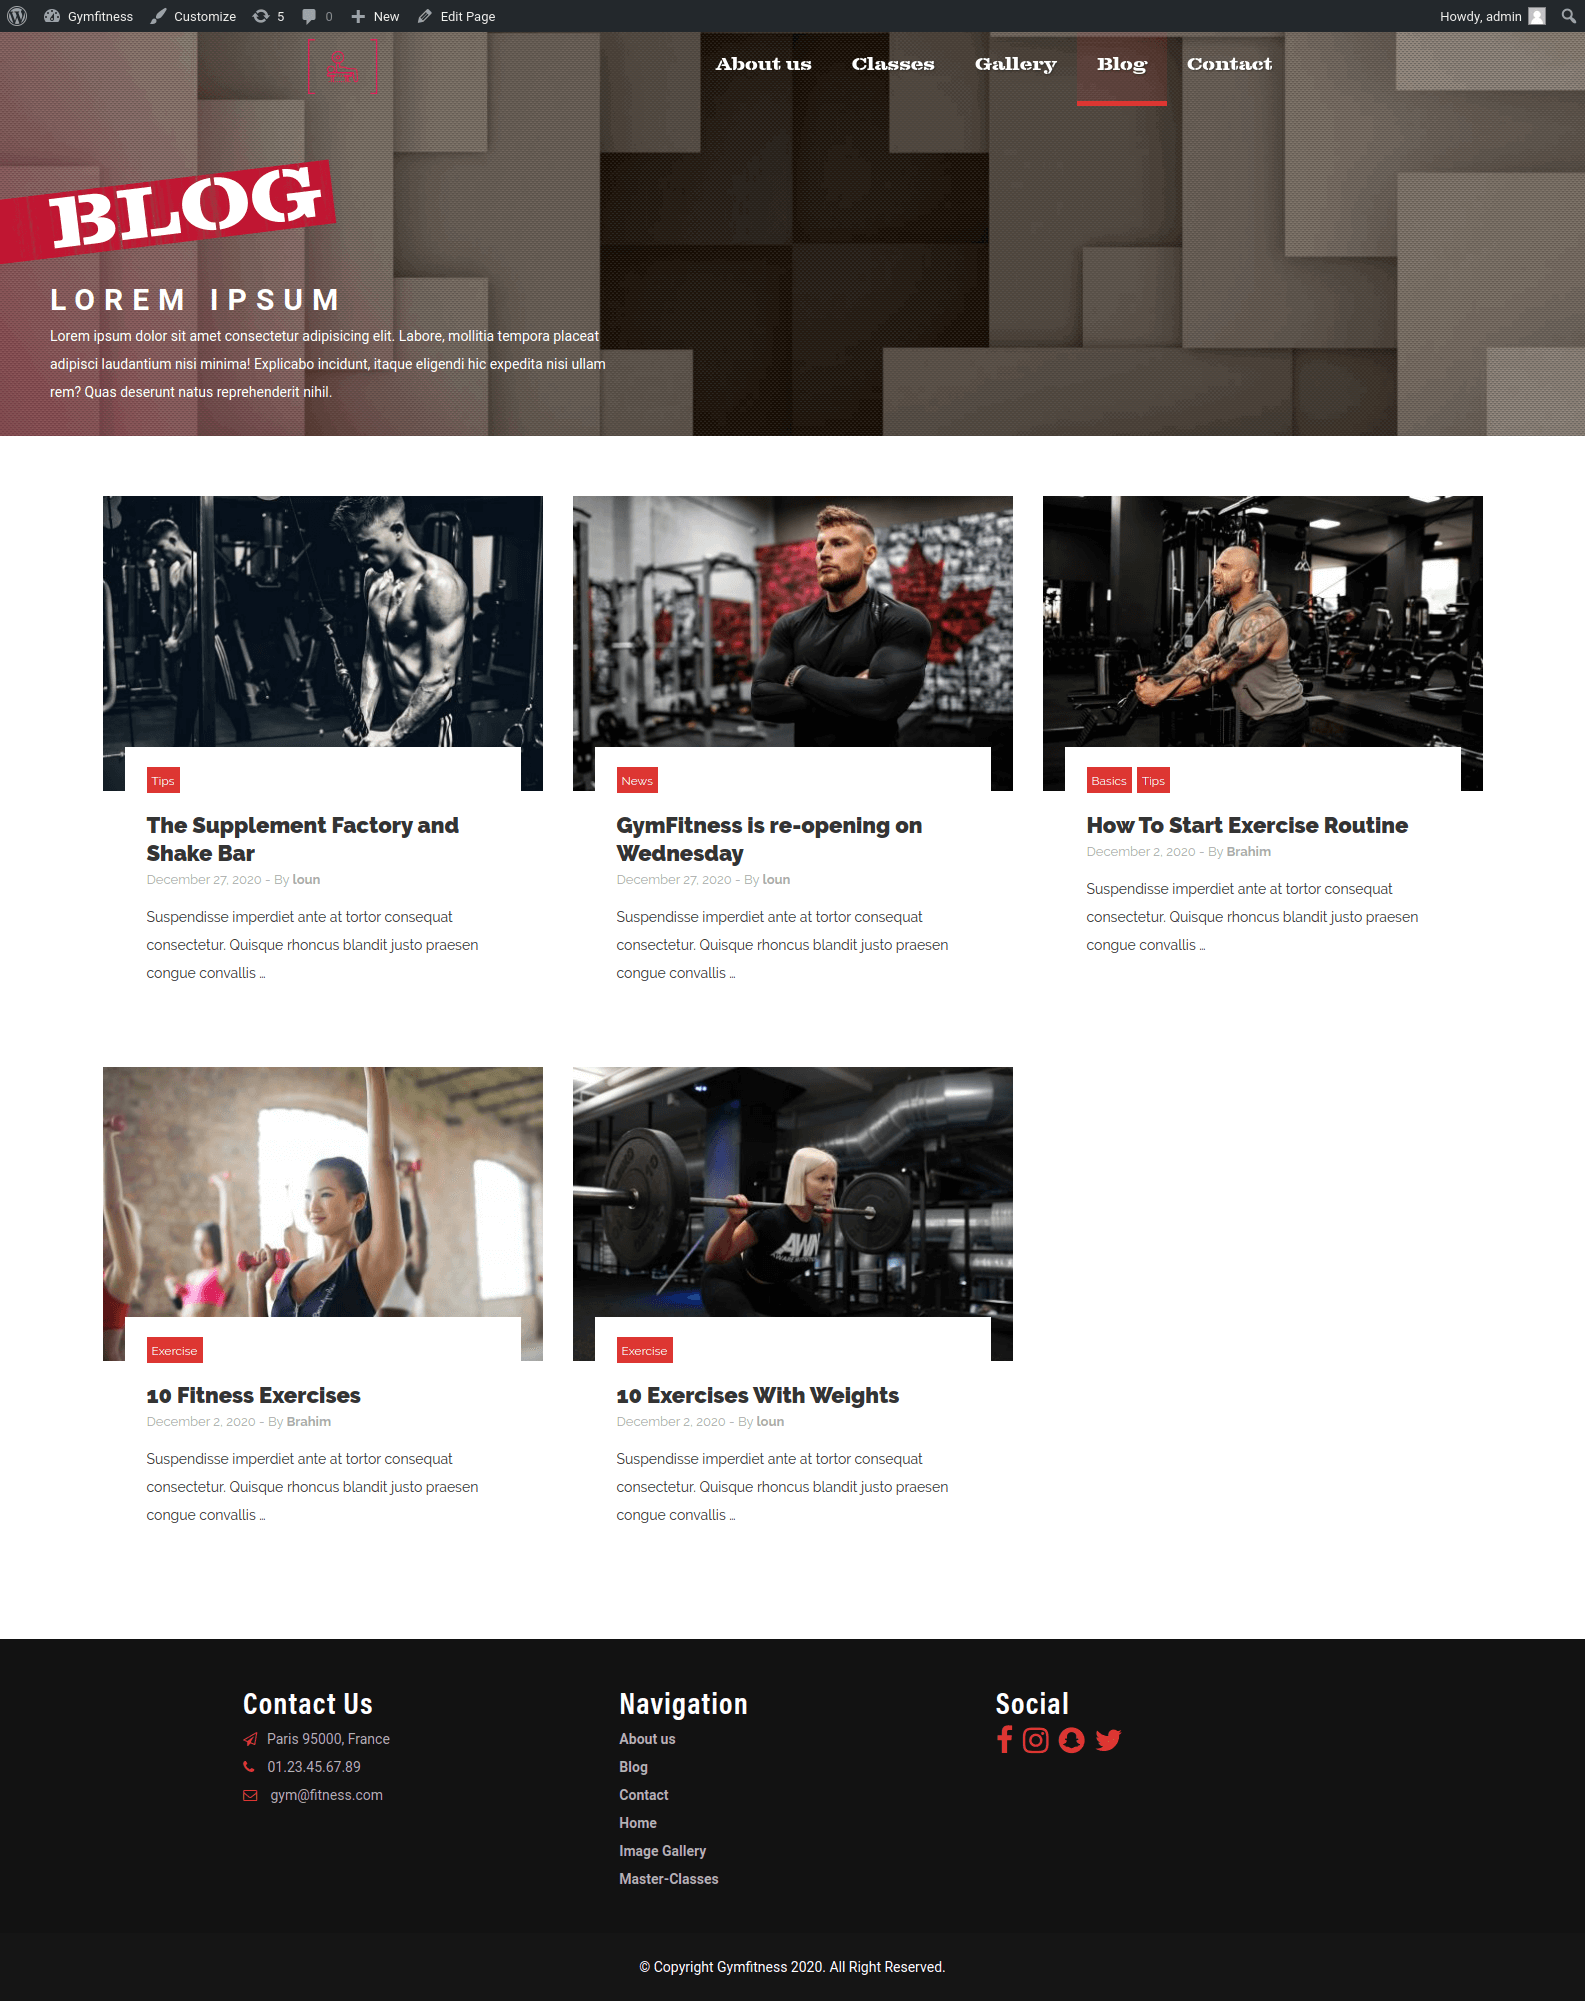 Gymfitness Customize 5 0 New Edit Page Howdy, admin
About us Classes Gallery Blog Contact
BLOG
LOREM IPSUM
Lorem ipsum dolor sit amet consectetur adipisicing elit. Labore, mollitia tempora placeat
adipisci laudantium nisi minima! Explicabo incidunt, itaque eligendi hic expedita nisi ullam
rem? Quas deserunt natus reprehenderit nihil.
Tips
The Supplement Factory and
Shake Bar
December 27, 2020 - By loun
Suspendisse imperdiet ante at tortor consequat
consectetur. Quisque rhoncus blandit justo praesen
congue convallis ...
News
GymFitness is re-opening on
Wednesday
December 27, 2020 - By loun
Suspendisse imperdiet ante at tortor consequat
consectetur. Quisque rhoncus blandit justo praesen
congue convallis ...
Basics Tips
How To Start Exercise Routine
December 2, 2020 - By Brahim
Suspendisse imperdiet ante at tortor consequat
consectetur. Quisque rhoncus blandit justo praesen
congue convallis ...
Exercise
10 Fitness Exercises
December 2, 2020 - By Brahim
Suspendisse imperdiet ante at tortor consequat
consectetur. Quisque rhoncus blandit justo praesen
congue convallis ...
10
AWN
Exercise
10 Exercises With Weights
December 2, 2020 - By loun
Suspendisse imperdiet ante at tortor consequat
consectetur. Quisque rhoncus blandit justo praesen
congue convallis ...
Contact Us
Paris 95000, France
01.23.45.67.89
gym@fitness.com
Navigation
About us
Blog
Contact
Home
Image Gallery
Master-Classes
Social
© Copyright Gymfitness 2020. All Right Reserved.